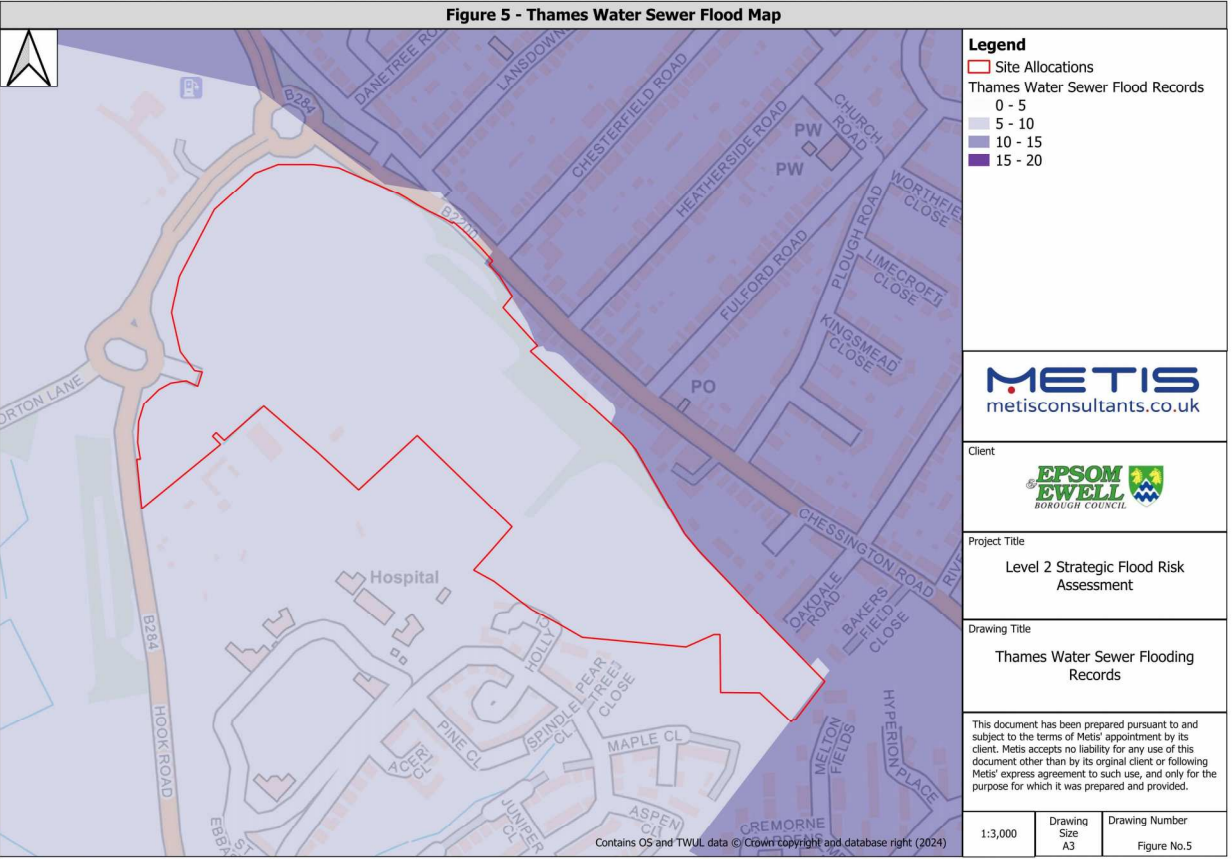 Figure 5 - Thames Water Sewer Flood Map
B284
DANETREE RO
LANSDOWN
CHESTERFIELD ROAD
HEATHERSIDE ROAD
CHURCH
ROAD
PW
PW
WORTHFIE
CLOSE
PLOUGH ROAD
LIMECROFT
CLOSE
FULFORD ROAD
KINGSMEAD
CLOSE
B2200
PO
ORTON LANE
CHESSINGTON ROAD
RIVE
OAKDALE
ROAD
BAKERS
FIELD
CLOSE
Hospital
B284
HOOK ROAD
HOLLY
SPINDLE
CL
PEAR
TREE
CLOSE
PINE CL
ACER
CL
MAPLE CL
JUNIPER
CL
ASPEN
CL
EBBA
ST
MELTON
FIELDS
HYPERION
PLACE
CREMORNE
GARDENS
Contains OS and TWUL data © Crown copyright and database right (2024)
Legend
Site Allocations
Thames Water Sewer Flood Records
0 - 5
5 - 10
10 - 15
15 - 20
METIS
metisconsultants.co.uk
Client
EPSOM
& EWELL
BOROUGH COUNCIL
Project Title
Level 2 Strategic Flood Risk
Assessment
Drawing Title
Thames Water Sewer Flooding
Records
This document has been prepared pursuant to and
subject to the terms of Metis' appointment by its
client. Metis accepts no liability for any use of this
document other than by its orginal client or following
Metis' express agreement to such use, and only for the
purpose for which it was prepared and provided.
1:3,000
Drawing
Size
A3
Drawing Number
Figure No.5